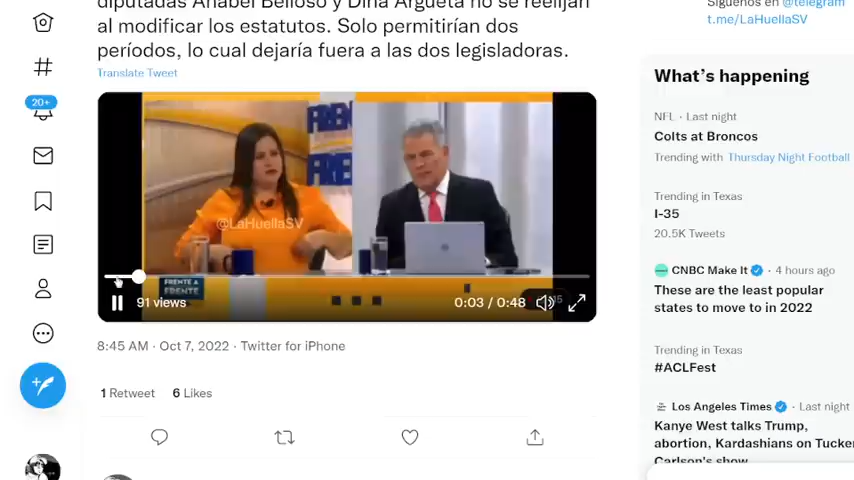 diputadas Anabel Belloso y Dina Argueta no se reelijan
al modificar los estatutos. Solo permitirían dos
períodos, lo cual dejaría fuera a las dos legisladoras.
Translate Tweet
20+
@LaHuellaSV
FRENTE A
FRENTE
91 views
0:03 / 0:48
8:45 AM · Oct 7, 2022 · Twitter for iPhone
1 Retweet 6 Likes
Síguenos en @telegram
t.me/LaHuellaSV
What's happening
NFL · Last night
Colts at Broncos
Trending with Thursday Night Football
Trending in Texas
I-35
20.5K Tweets
CNBC Make It · 4 hours ago
These are the least popular
states to move to in 2022
Trending in Texas
#ACLFest
Los Angeles Times · Last night
Kanye West talks Trump,
abortion, Kardashians on Tucker
Carlson's show